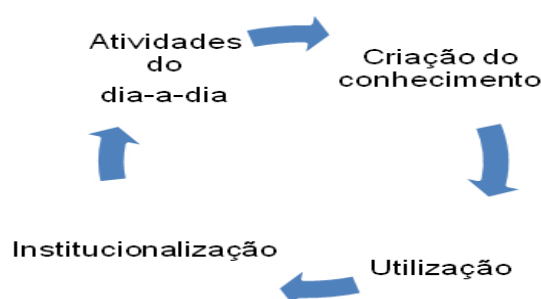 Atividades
do
dia-a-dia
Criação do
conhecimento
Utilização
Institucionalização